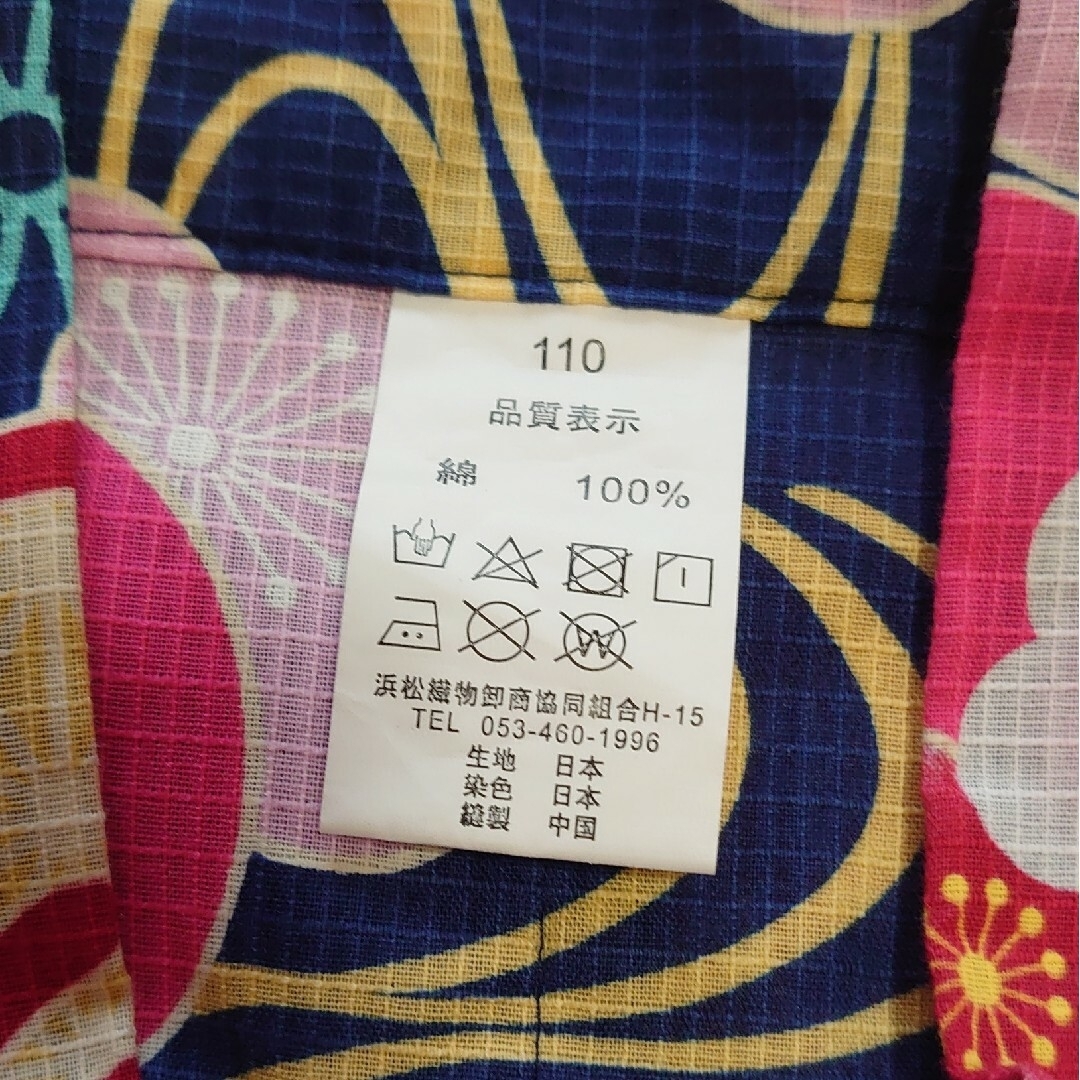 110
品質表示
綿 100%
W
浜松織物卸商協同組合H-15
TEL 053-460-1996
生地 日本
染色 日本
縫製 中国